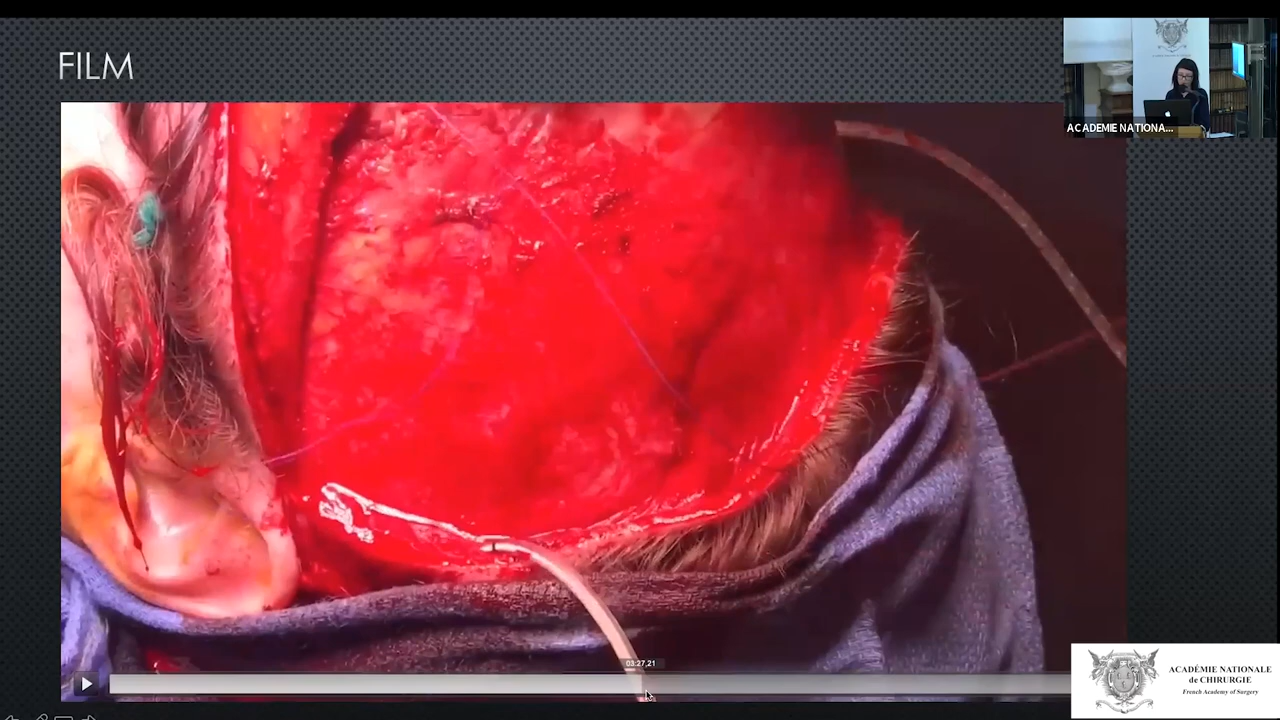 FILM
ACADEMIE NATIONA...
03:27,21
ACADÉMIE NATIONALE
de CHIRURGIE
French Academy of Surgery